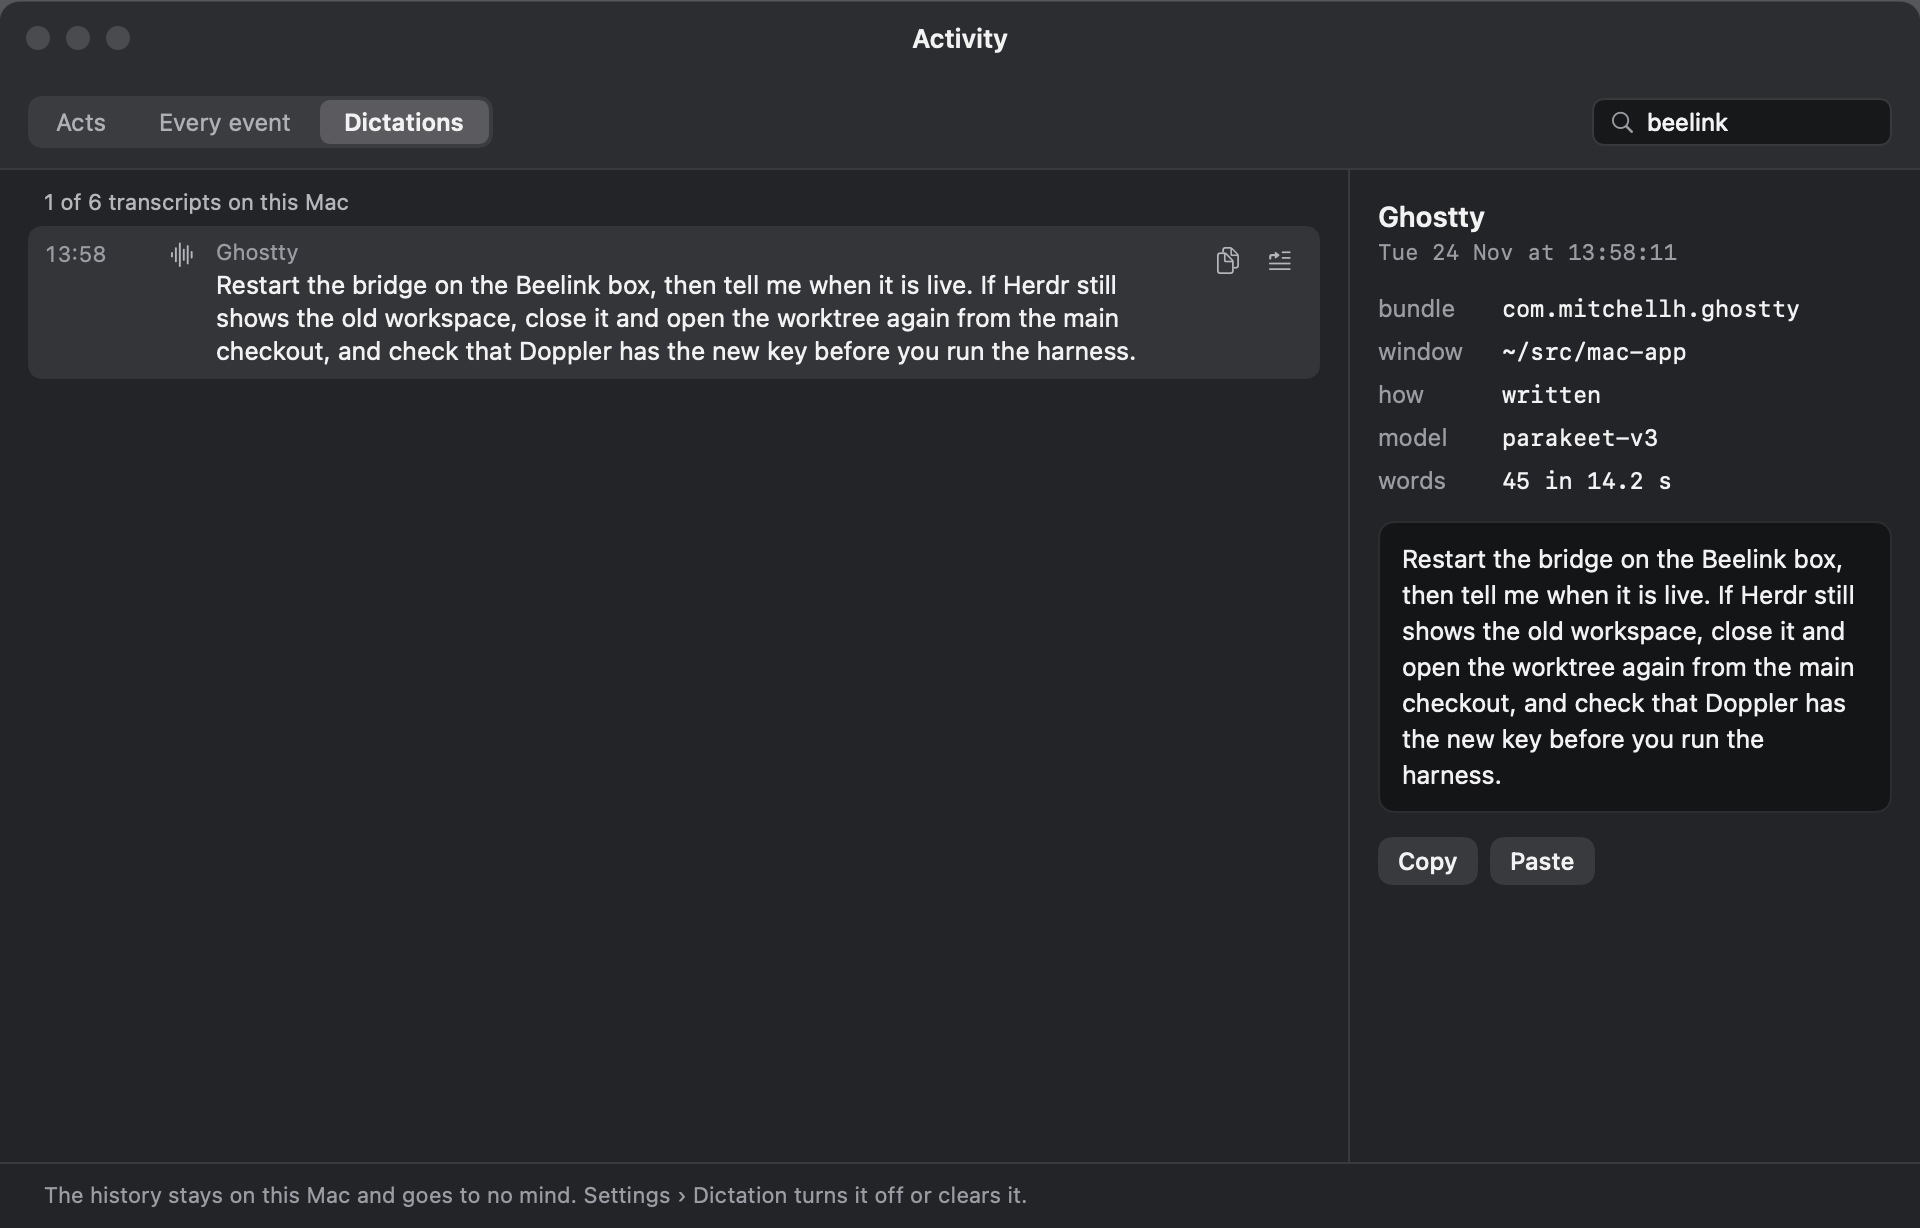 Activity
Acts
Every event
Dictations
beelink
1 of 6 transcripts on this Mac
13:58
Ghostty
Restart the bridge on the Beelink box, then tell me when it is live. If Herdr still
shows the old workspace, close it and open the worktree again from the main
checkout, and check that Doppler has the new key before you run the harness.
Ghostty
Tue 24 Nov at 13:58:11
bundle com.mitchellh.ghostty
window ~/src/mac-app
how written
model parakeet-v3
words 45 in 14.2 s
Restart the bridge on the Beelink box,
then tell me when it is live. If Herdr still
shows the old workspace, close it and
open the worktree again from the main
checkout, and check that Doppler has
the new key before you run the
harness.
Copy
Paste
The history stays on this Mac and goes to no mind. Settings › Dictation turns it off or clears it.